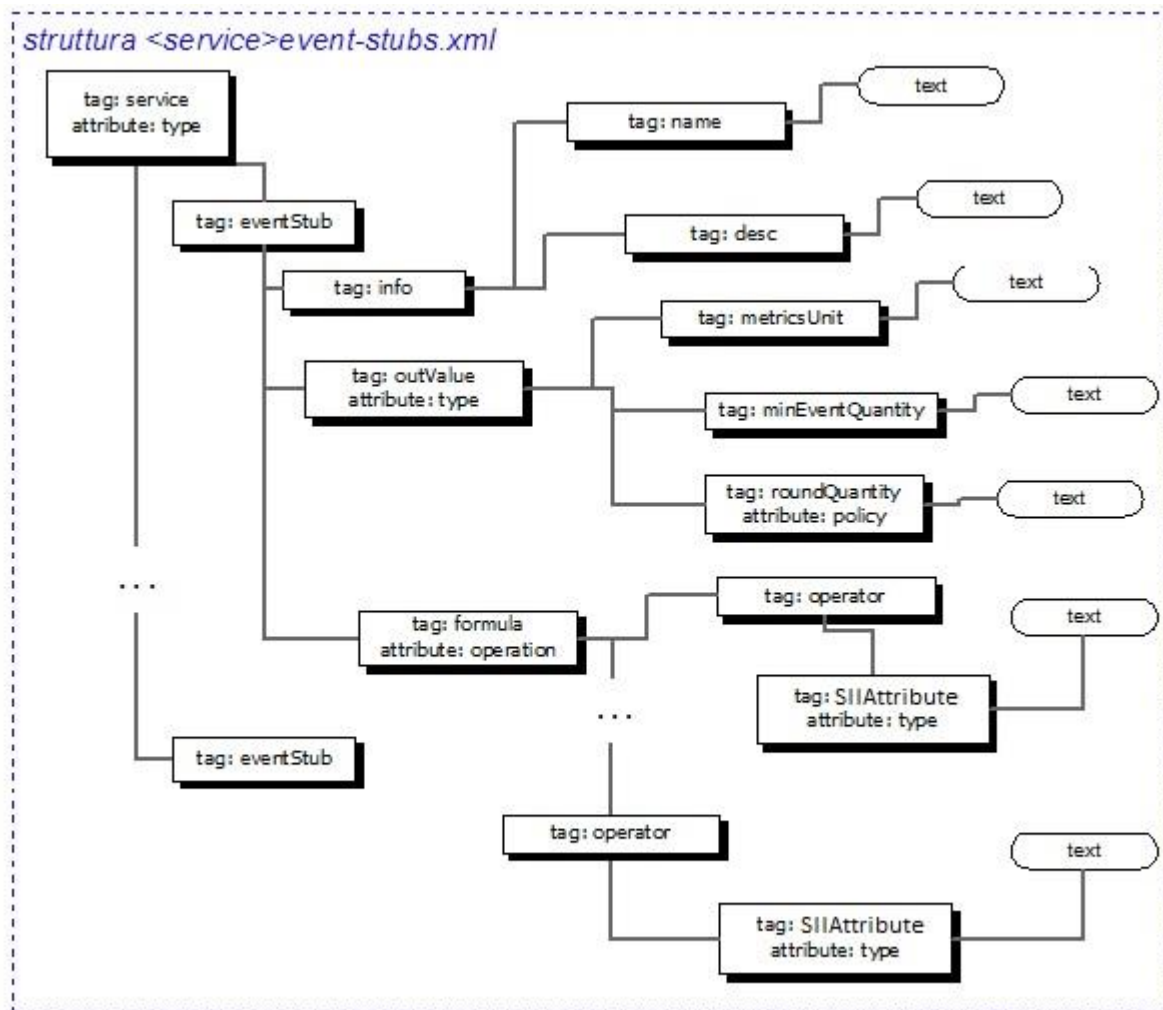 struttura <service>event-stubs.xml
tag: service
attribute: type
text
tag: name
tag: eventStub
text
tag: desc
tag: info
text
tag: metricsUnit
tag: outValue
attribute: type
text
tag: minEventQuantity
tag: roundQuantity
attribute: policy
text
...
tag: operator
text
tag: formula
attribute: operation
tag: SIIAttribute
attribute: type
...
tag: eventStub
tag: operator
text
tag: SIIAttribute
attribute: type